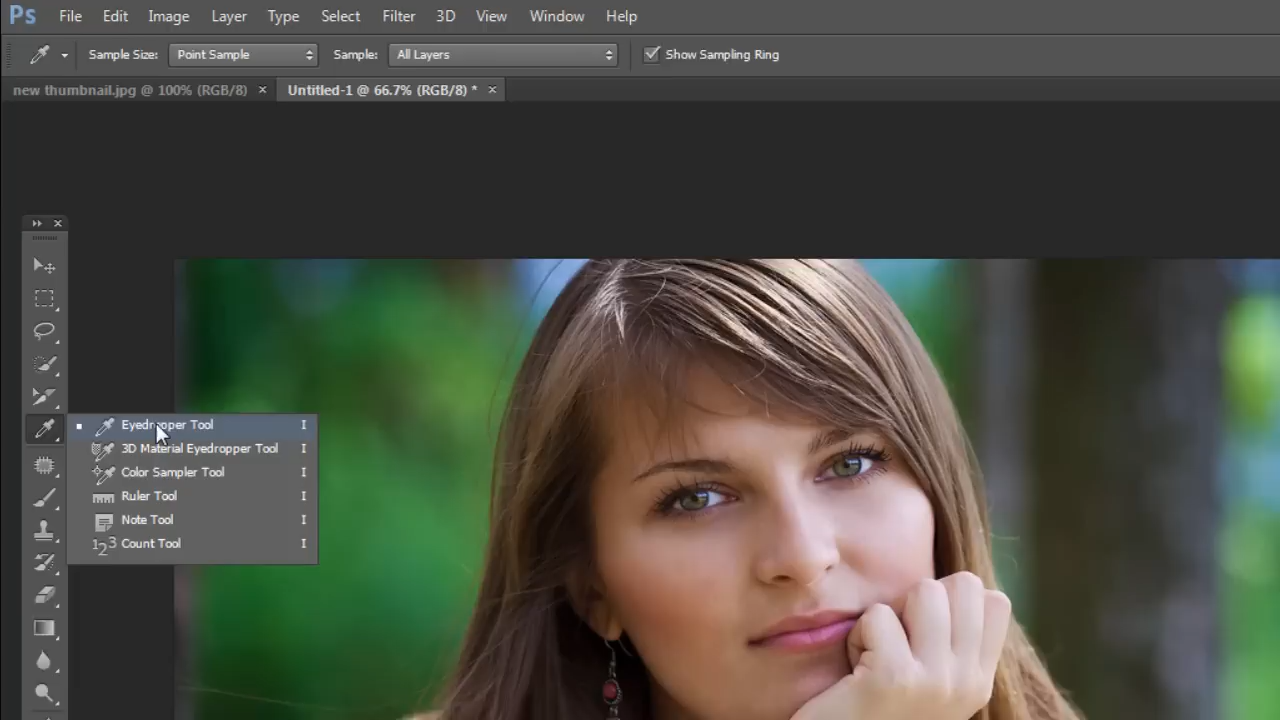 Ps File Edit Image Layer Type Select Filter 3D View Window Help
Sample Size: Point Sample Sample: All Layers Show Sampling Ring
new thumbnail.jpg @ 100% (RGB/8) × Untitled-1 @ 66.7% (RGB/8) * ×
Eyedropper Tool I
3D Material Eyedropper Tool I
Color Sampler Tool I
Ruler Tool I
Note Tool I
123 Count Tool I